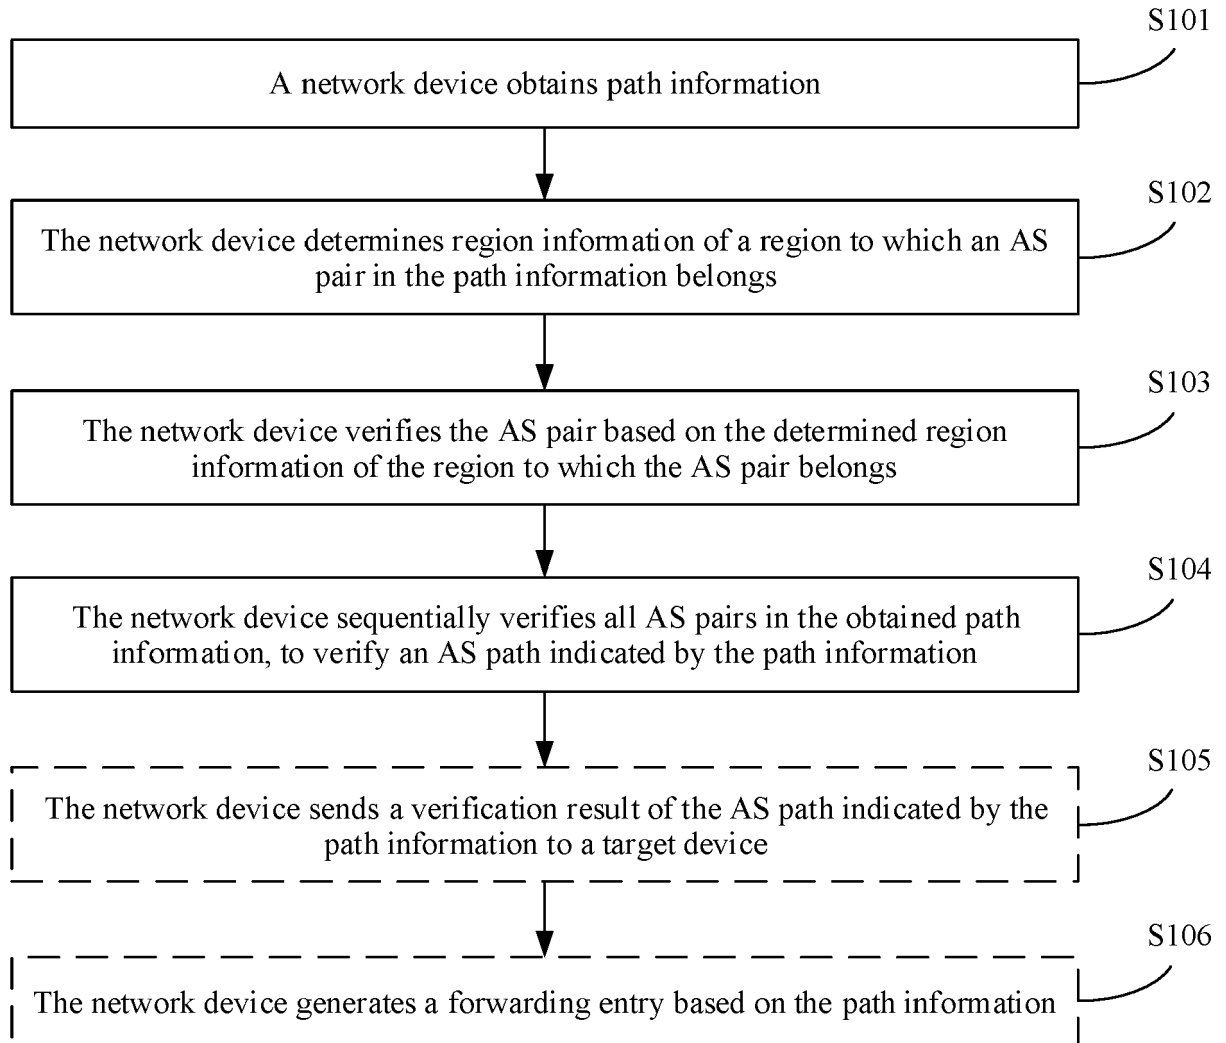 S101
A network device obtains path information
S102
The network device determines region information of a region to which an AS
pair in the path information belongs
S103
The network device verifies the AS pair based on the determined region
information of the region to which the AS pair belongs
S104
The network device sequentially verifies all AS pairs in the obtained path
information, to verify an AS path indicated by the path information
S105
The network device sends a verification result of the AS path indicated by the
path information to a target device
S106
The network device generates a forwarding entry based on the path information